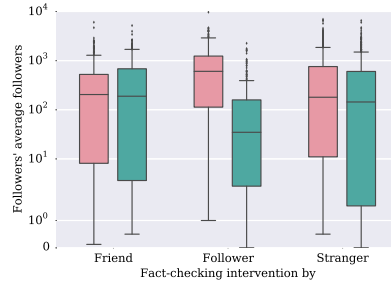 10^4
10^3
10^2
10^1
10^0
0
Followers' average followers
Friend Follower Stranger
Fact-checking intervention by